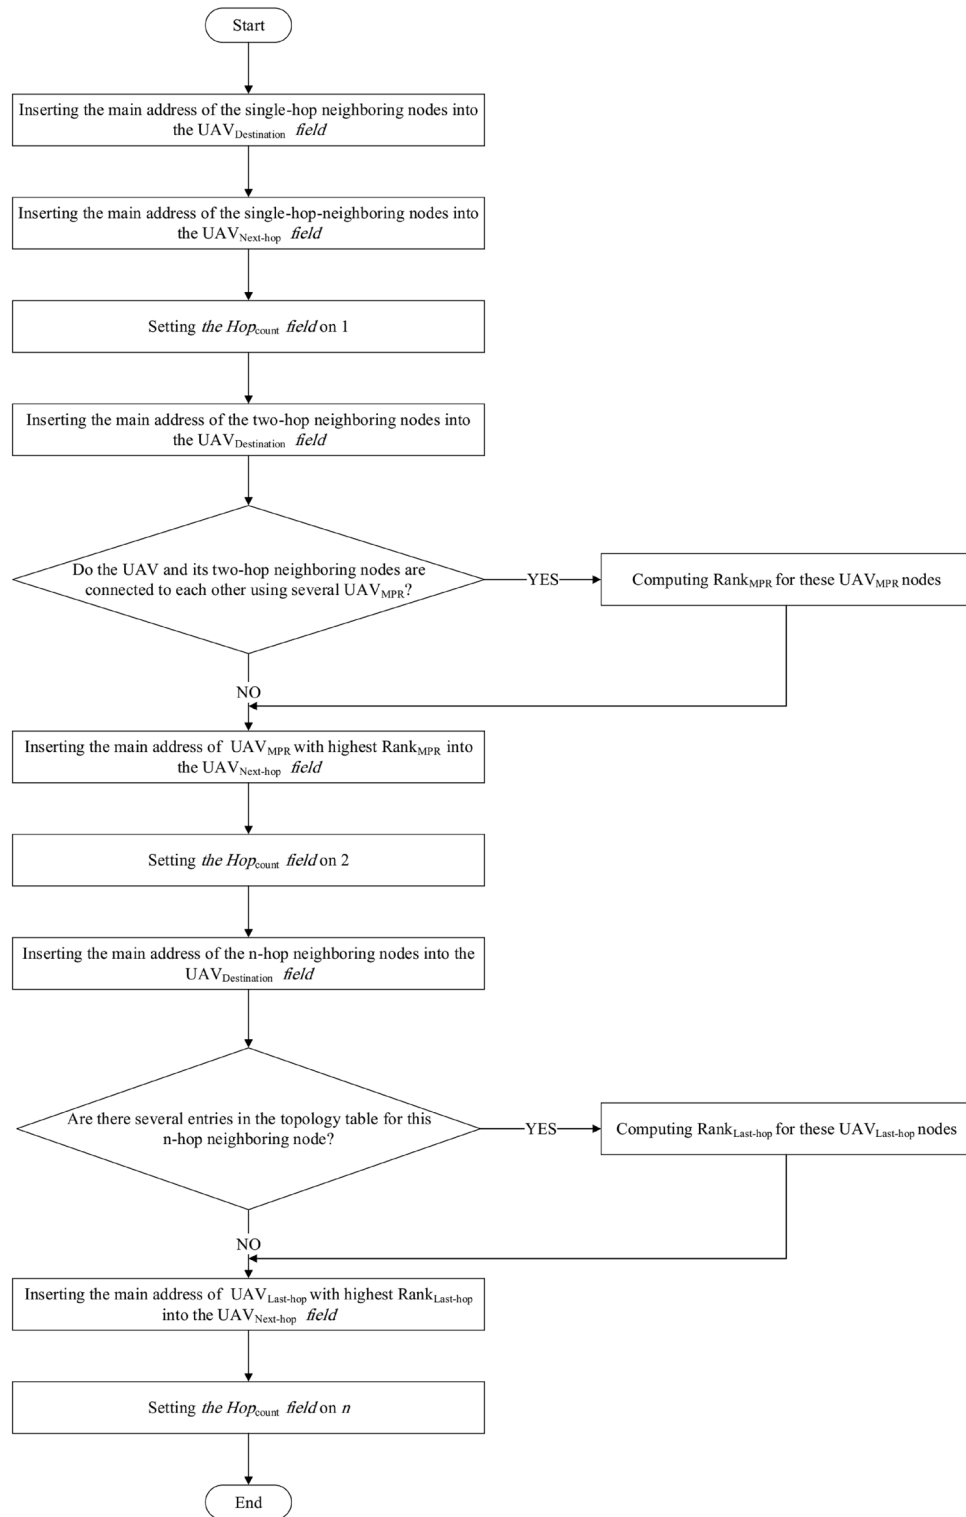 Start
Inserting the main address of the single-hop neighboring nodes into
the UAVDestination field
Inserting the main address of the single-hop-neighboring nodes into
the UAVNext-hop field
Setting the Hopcount field on 1
Inserting the main address of the two-hop neighboring nodes into
the UAVDestination field
Do the UAV and its two-hop neighboring nodes are
connected to each other using several UAVMPR?
YES
Computing RankMPR for these UAVMPR nodes
NO
Inserting the main address of UAVMPR with highest RankMPR into
the UAVNext-hop field
Setting the Hopcount field on 2
Inserting the main address of the n-hop neighboring nodes into the
UAVDestination field
Are there several entries in the topology table for this
n-hop neighboring node?
YES
Computing RankLast-hop for these UAVLast-hop nodes
NO
Inserting the main address of UAVLast-hop with highest RankLast-hop
into the UAVNext-hop field
Setting the Hopcount field on n
End